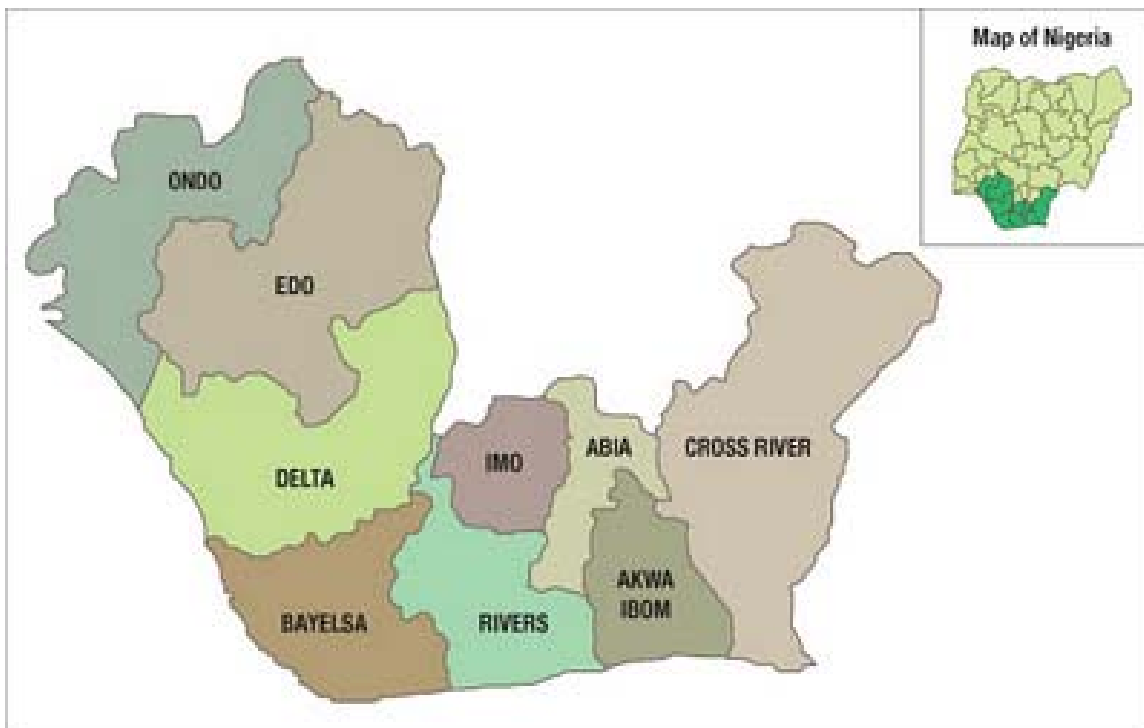 Map of Nigeria
ONDO
EDO
IMO
ABIA
CROSS RIVER
DELTA
AKWA
IBOM
BAYELSA
RIVERS